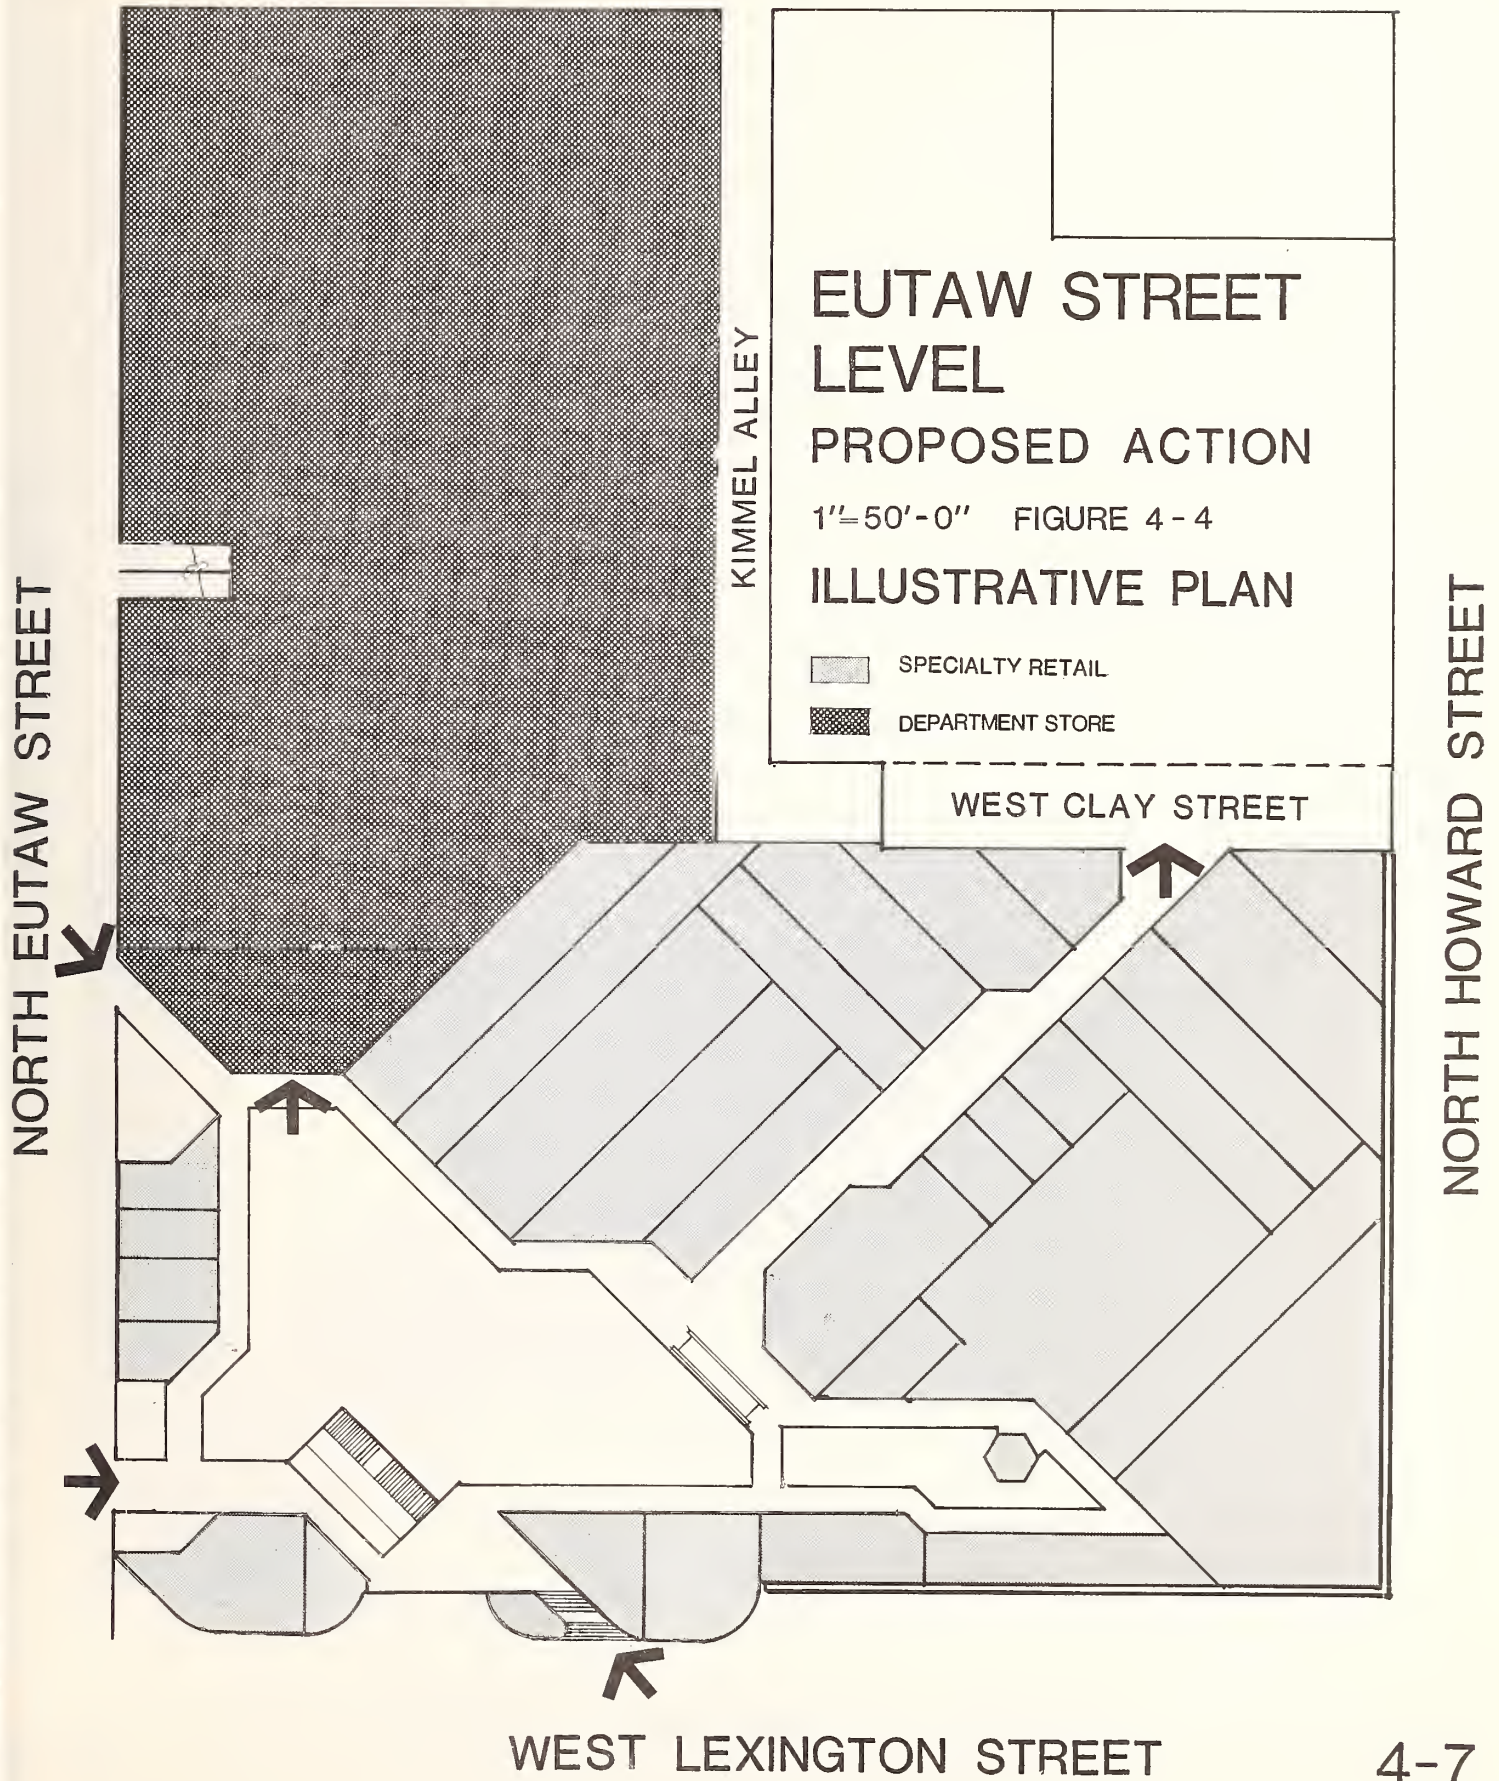 EUTAW STREET
LEVEL
PROPOSED ACTION
1"=50'-0" FIGURE 4-4
ILLUSTRATIVE PLAN
SPECIALTY RETAIL
DEPARTMENT STORE
KIMMEL ALLEY
WEST CLAY STREET
NORTH EUTAW STREET
NORTH HOWARD STREET
WEST LEXINGTON STREET
4-7